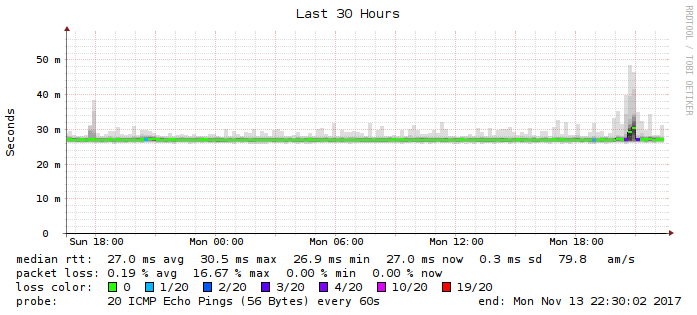 Last 30 Hours
RRDTOOL / TOBI OETIKER
Seconds
50 m
40 m
30 m
20 m
10 m
0
Sun 18:00 Mon 00:00 Mon 06:00 Mon 12:00 Mon 18:00
median rtt: 27.0 ms avg 30.5 ms max 26.9 ms min 27.0 ms now 0.3 ms sd 79.8 am/s
packet loss: 0.19 % avg 16.67 % max 0.00 % min 0.00 % now
loss color: 0 1/20 2/20 3/20 4/20 10/20 19/20
probe: 20 ICMP Echo Pings (56 Bytes) every 60s end: Mon Nov 13 22:30:02 2017